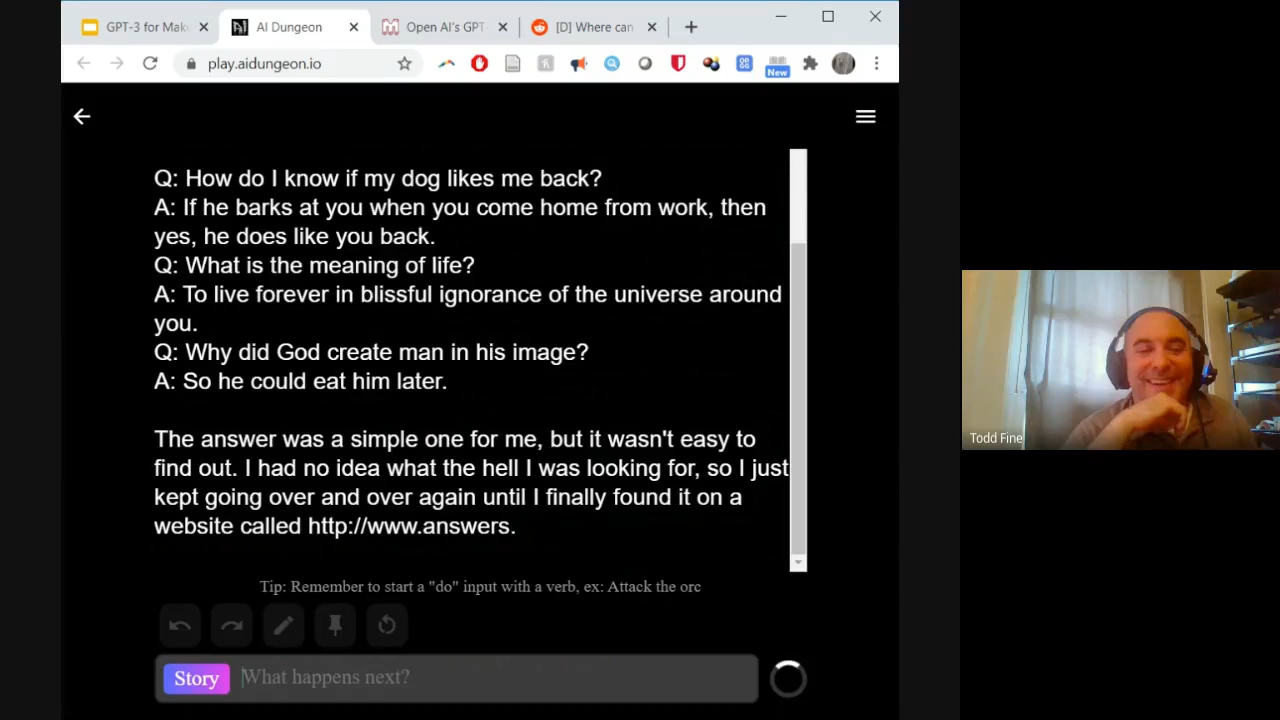 GPT-3 for Mak
AI Dungeon
Open AI's GPT-
[D] Where can
play.aidungeon.io
New
Q: How do I know if my dog likes me back?
A: If he barks at you when you come home from work, then
yes, he does like you back.
Q: What is the meaning of life?
A: To live forever in blissful ignorance of the universe around
you.
Q: Why did God create man in his image?
A: So he could eat him later.
The answer was a simple one for me, but it wasn't easy to
find out. I had no idea what the hell I was looking for, so I just
kept going over and over again until I finally found it on a
website called http://www.answers.
Todd Fine
Tip: Remember to start a "do" input with a verb, ex: Attack the orc
Story What happens next?